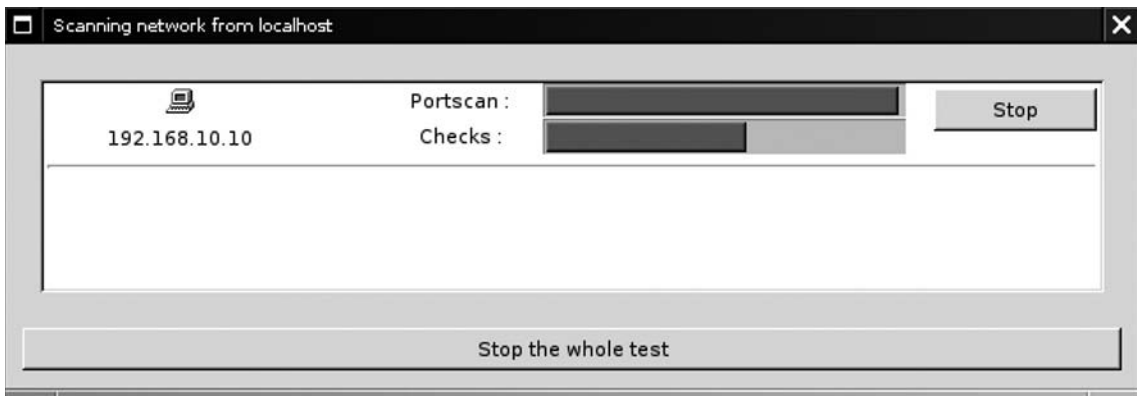 Scanning network from localhost
Portscan :
Stop
192.168.10.10
Checks :
Stop the whole test